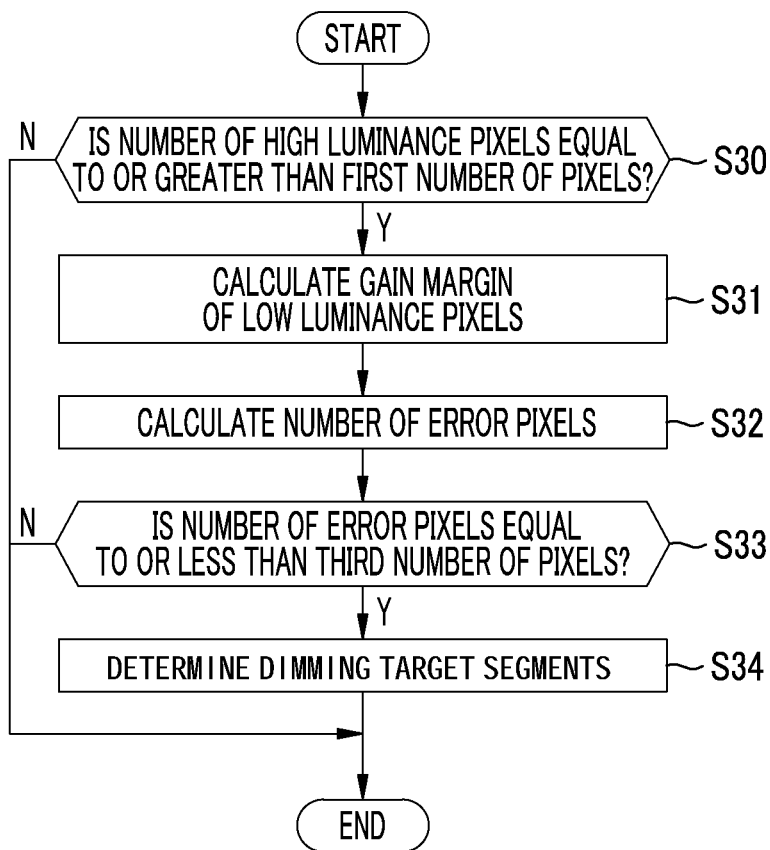 START
N
IS NUMBER OF HIGH LUMINANCE PIXELS EQUAL
TO OR GREATER THAN FIRST NUMBER OF PIXELS?
S30
Y
CALCULATE GAIN MARGIN
OF LOW LUMINANCE PIXELS
S31
CALCULATE NUMBER OF ERROR PIXELS
S32
N
IS NUMBER OF ERROR PIXELS EQUAL
TO OR LESS THAN THIRD NUMBER OF PIXELS?
S33
Y
DETERMINE DIMMING TARGET SEGMENTS
S34
END